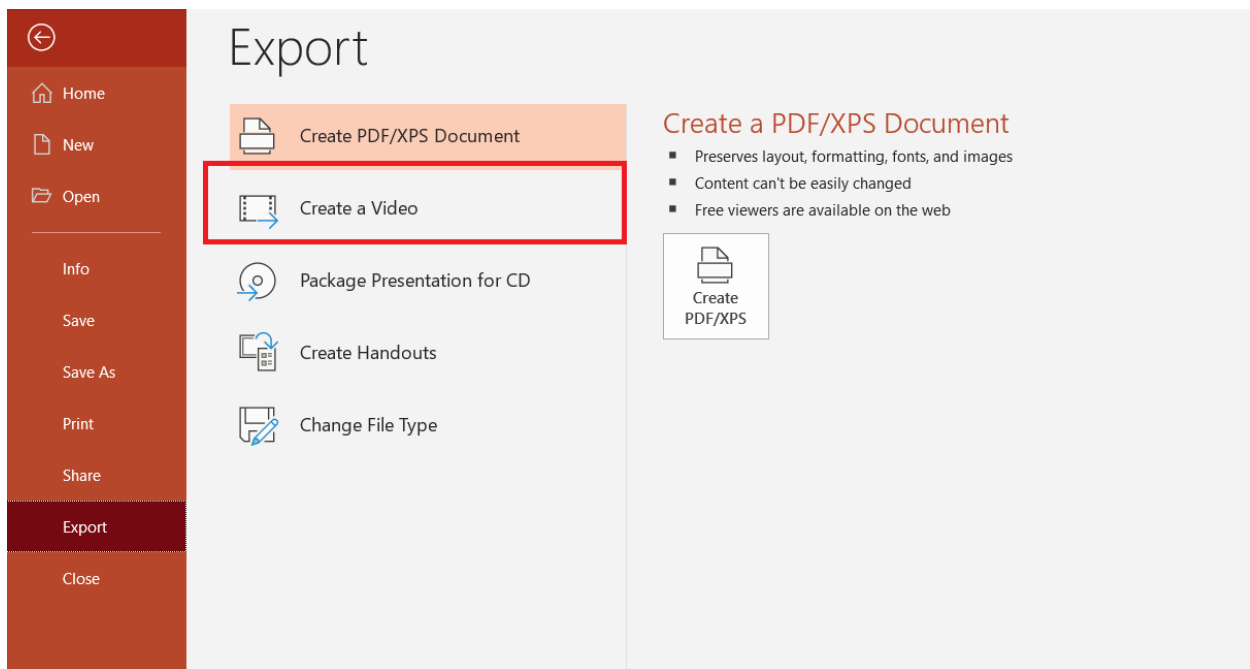 Export
Home
New
Open
Info
Save
Save As
Print
Share
Export
Close
Create PDF/XPS Document
Create a Video
Package Presentation for CD
Create Handouts
Change File Type
Create a PDF/XPS Document
Preserves layout, formatting, fonts, and images
Content can't be easily changed
Free viewers are available on the web
Create
PDF/XPS